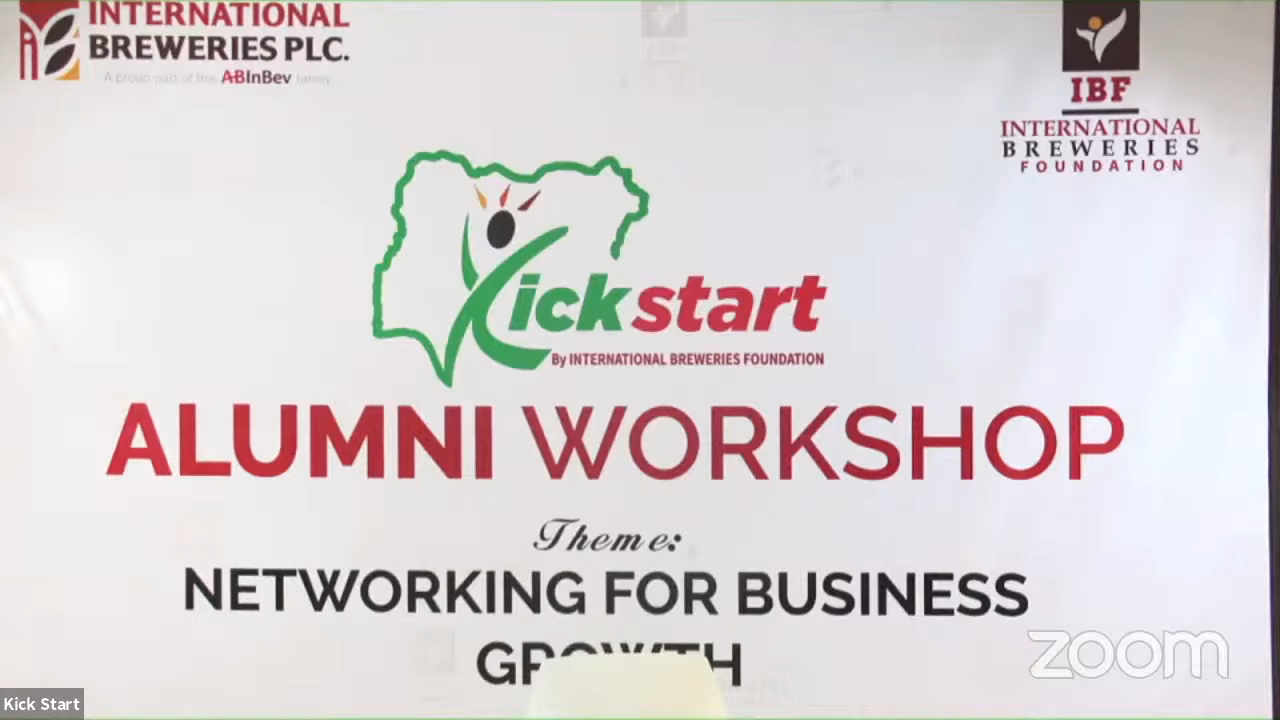 INTERNATIONAL
BREWERIES PLC.
A proud part of the ABInBev family
IBF
INTERNATIONAL
BREWERIES
FOUNDATION
Kickstart
By INTERNATIONAL BREWERIES FOUNDATION
ALUMNI WORKSHOP
Theme:
NETWORKING FOR BUSINESS
GROWTH
zoom
Kick Start